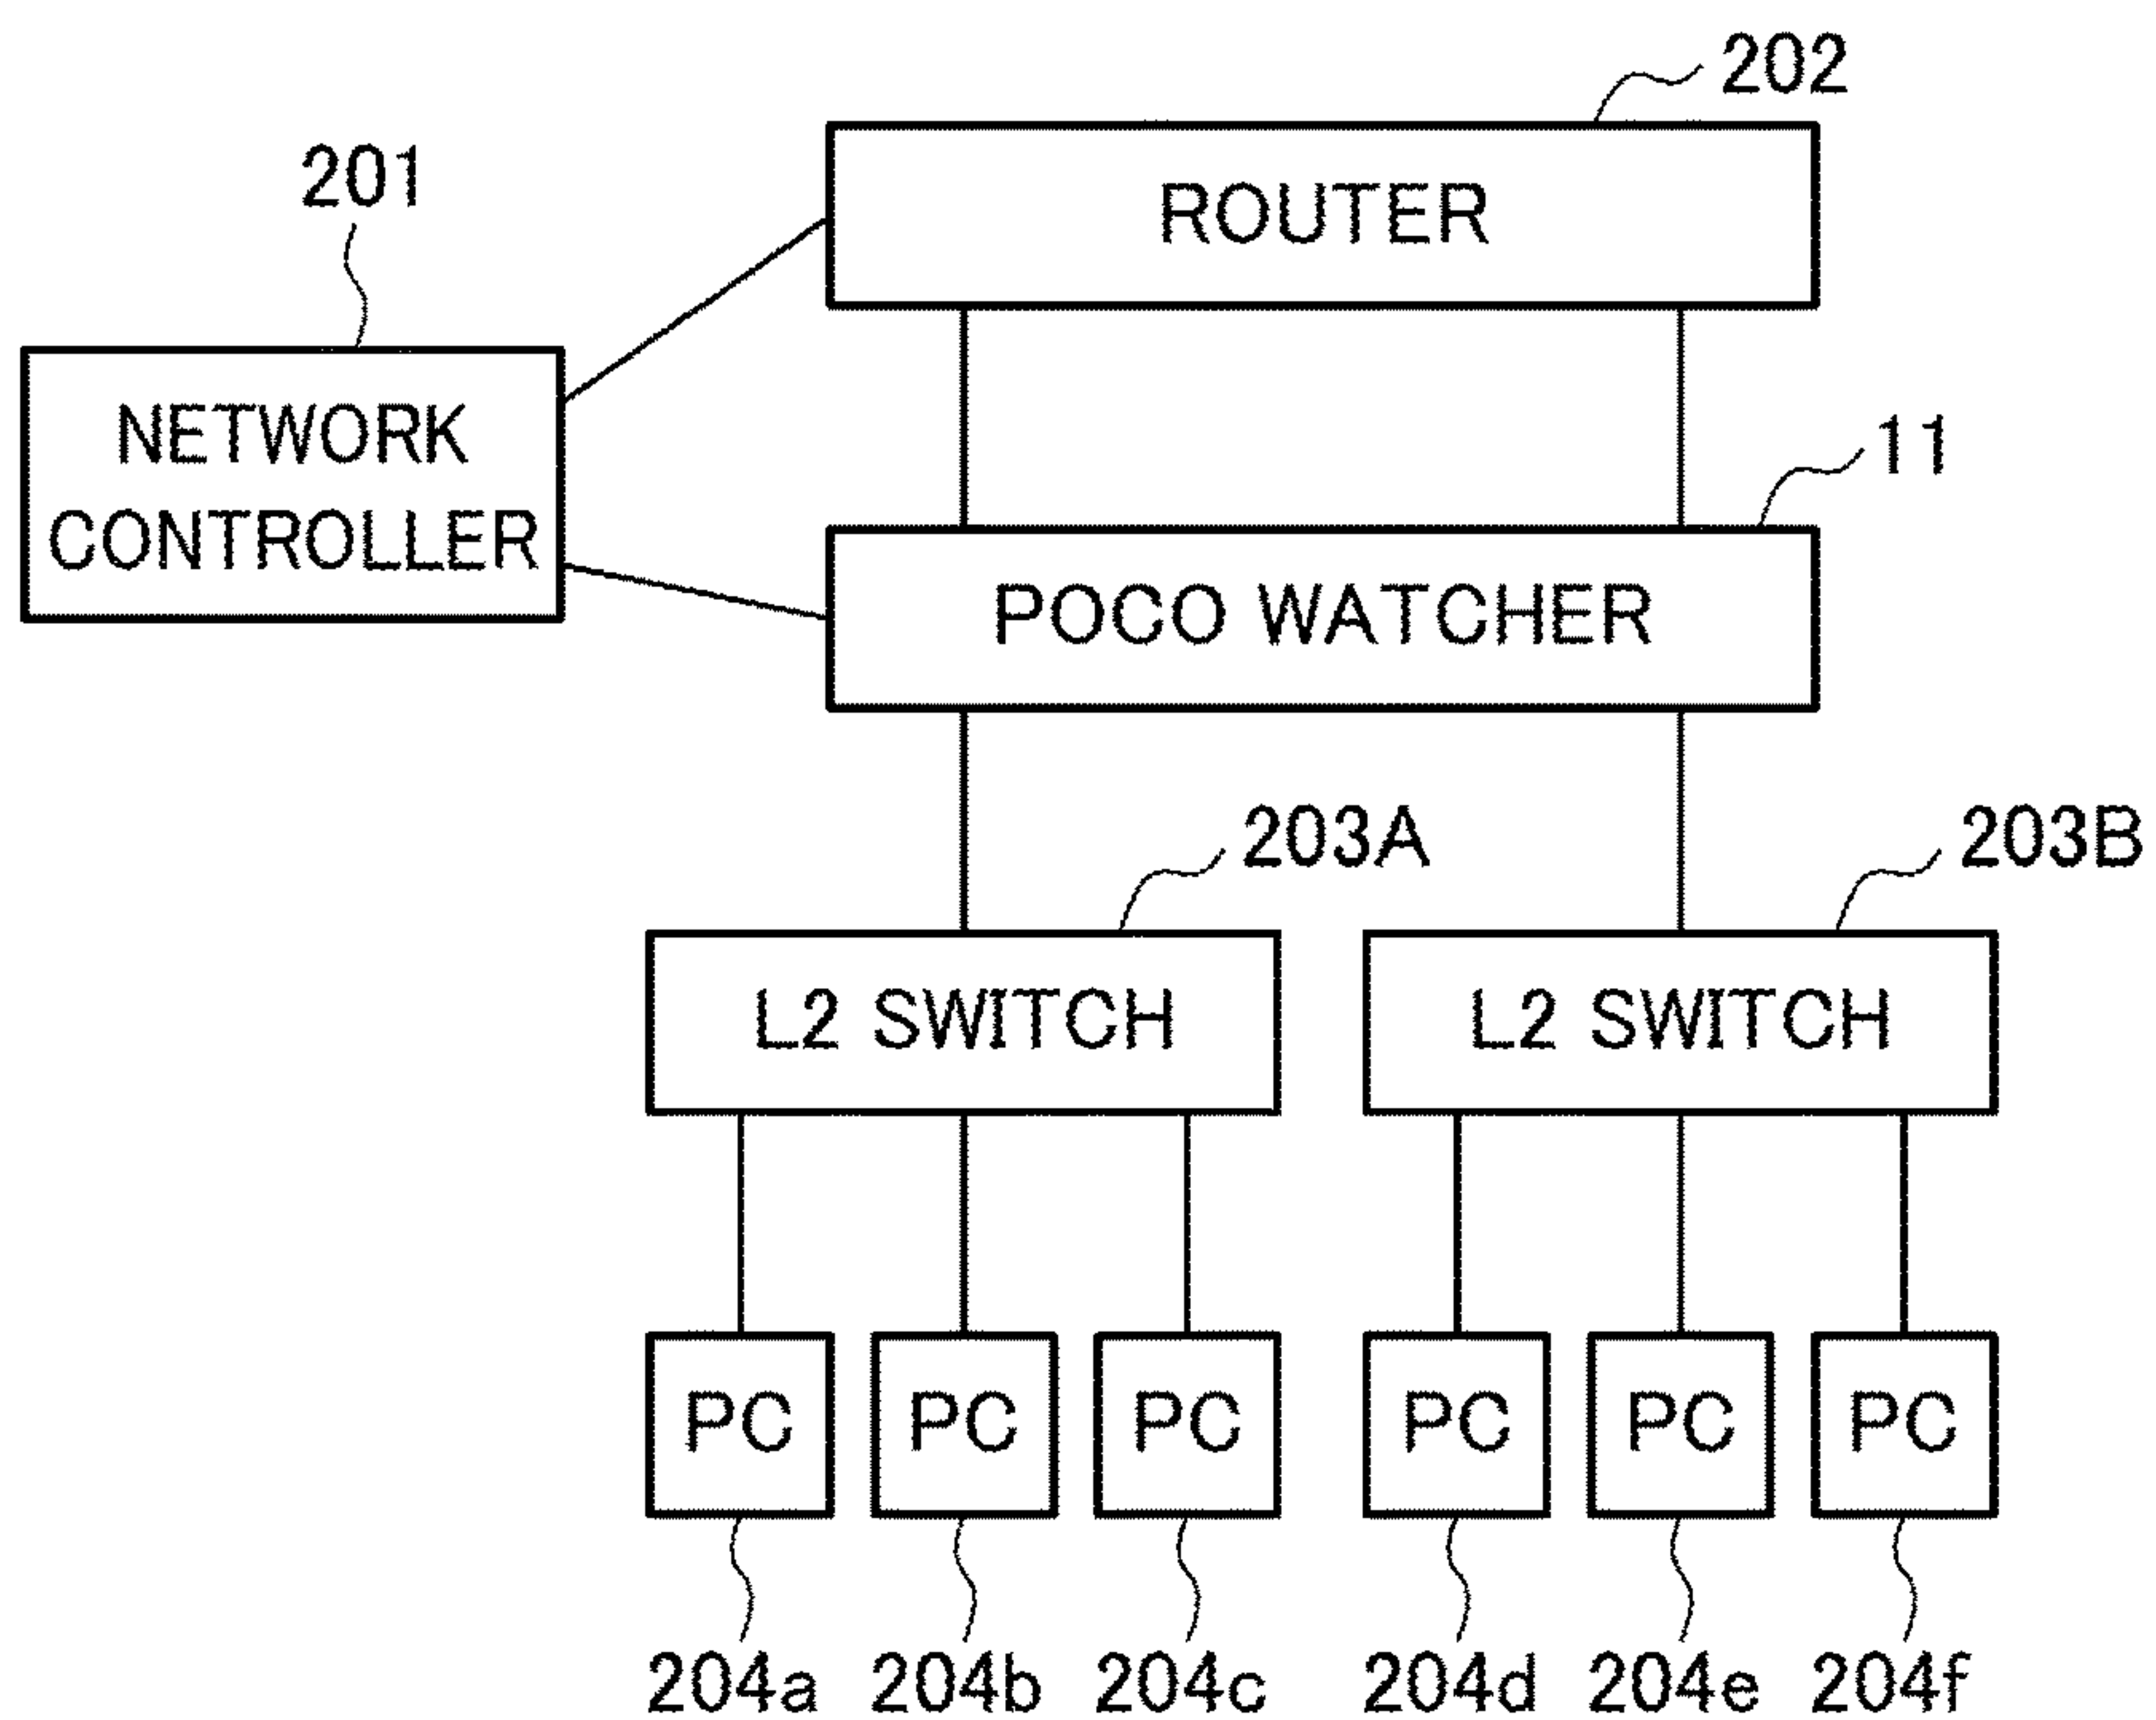 202
201
ROUTER
NETWORK
CONTROLLER
11
POCO WATCHER
203A
203B
L2 SWITCH
L2 SWITCH
PC
PC
PC
PC
PC
PC
204a
204b
204c
204d
204e
204f